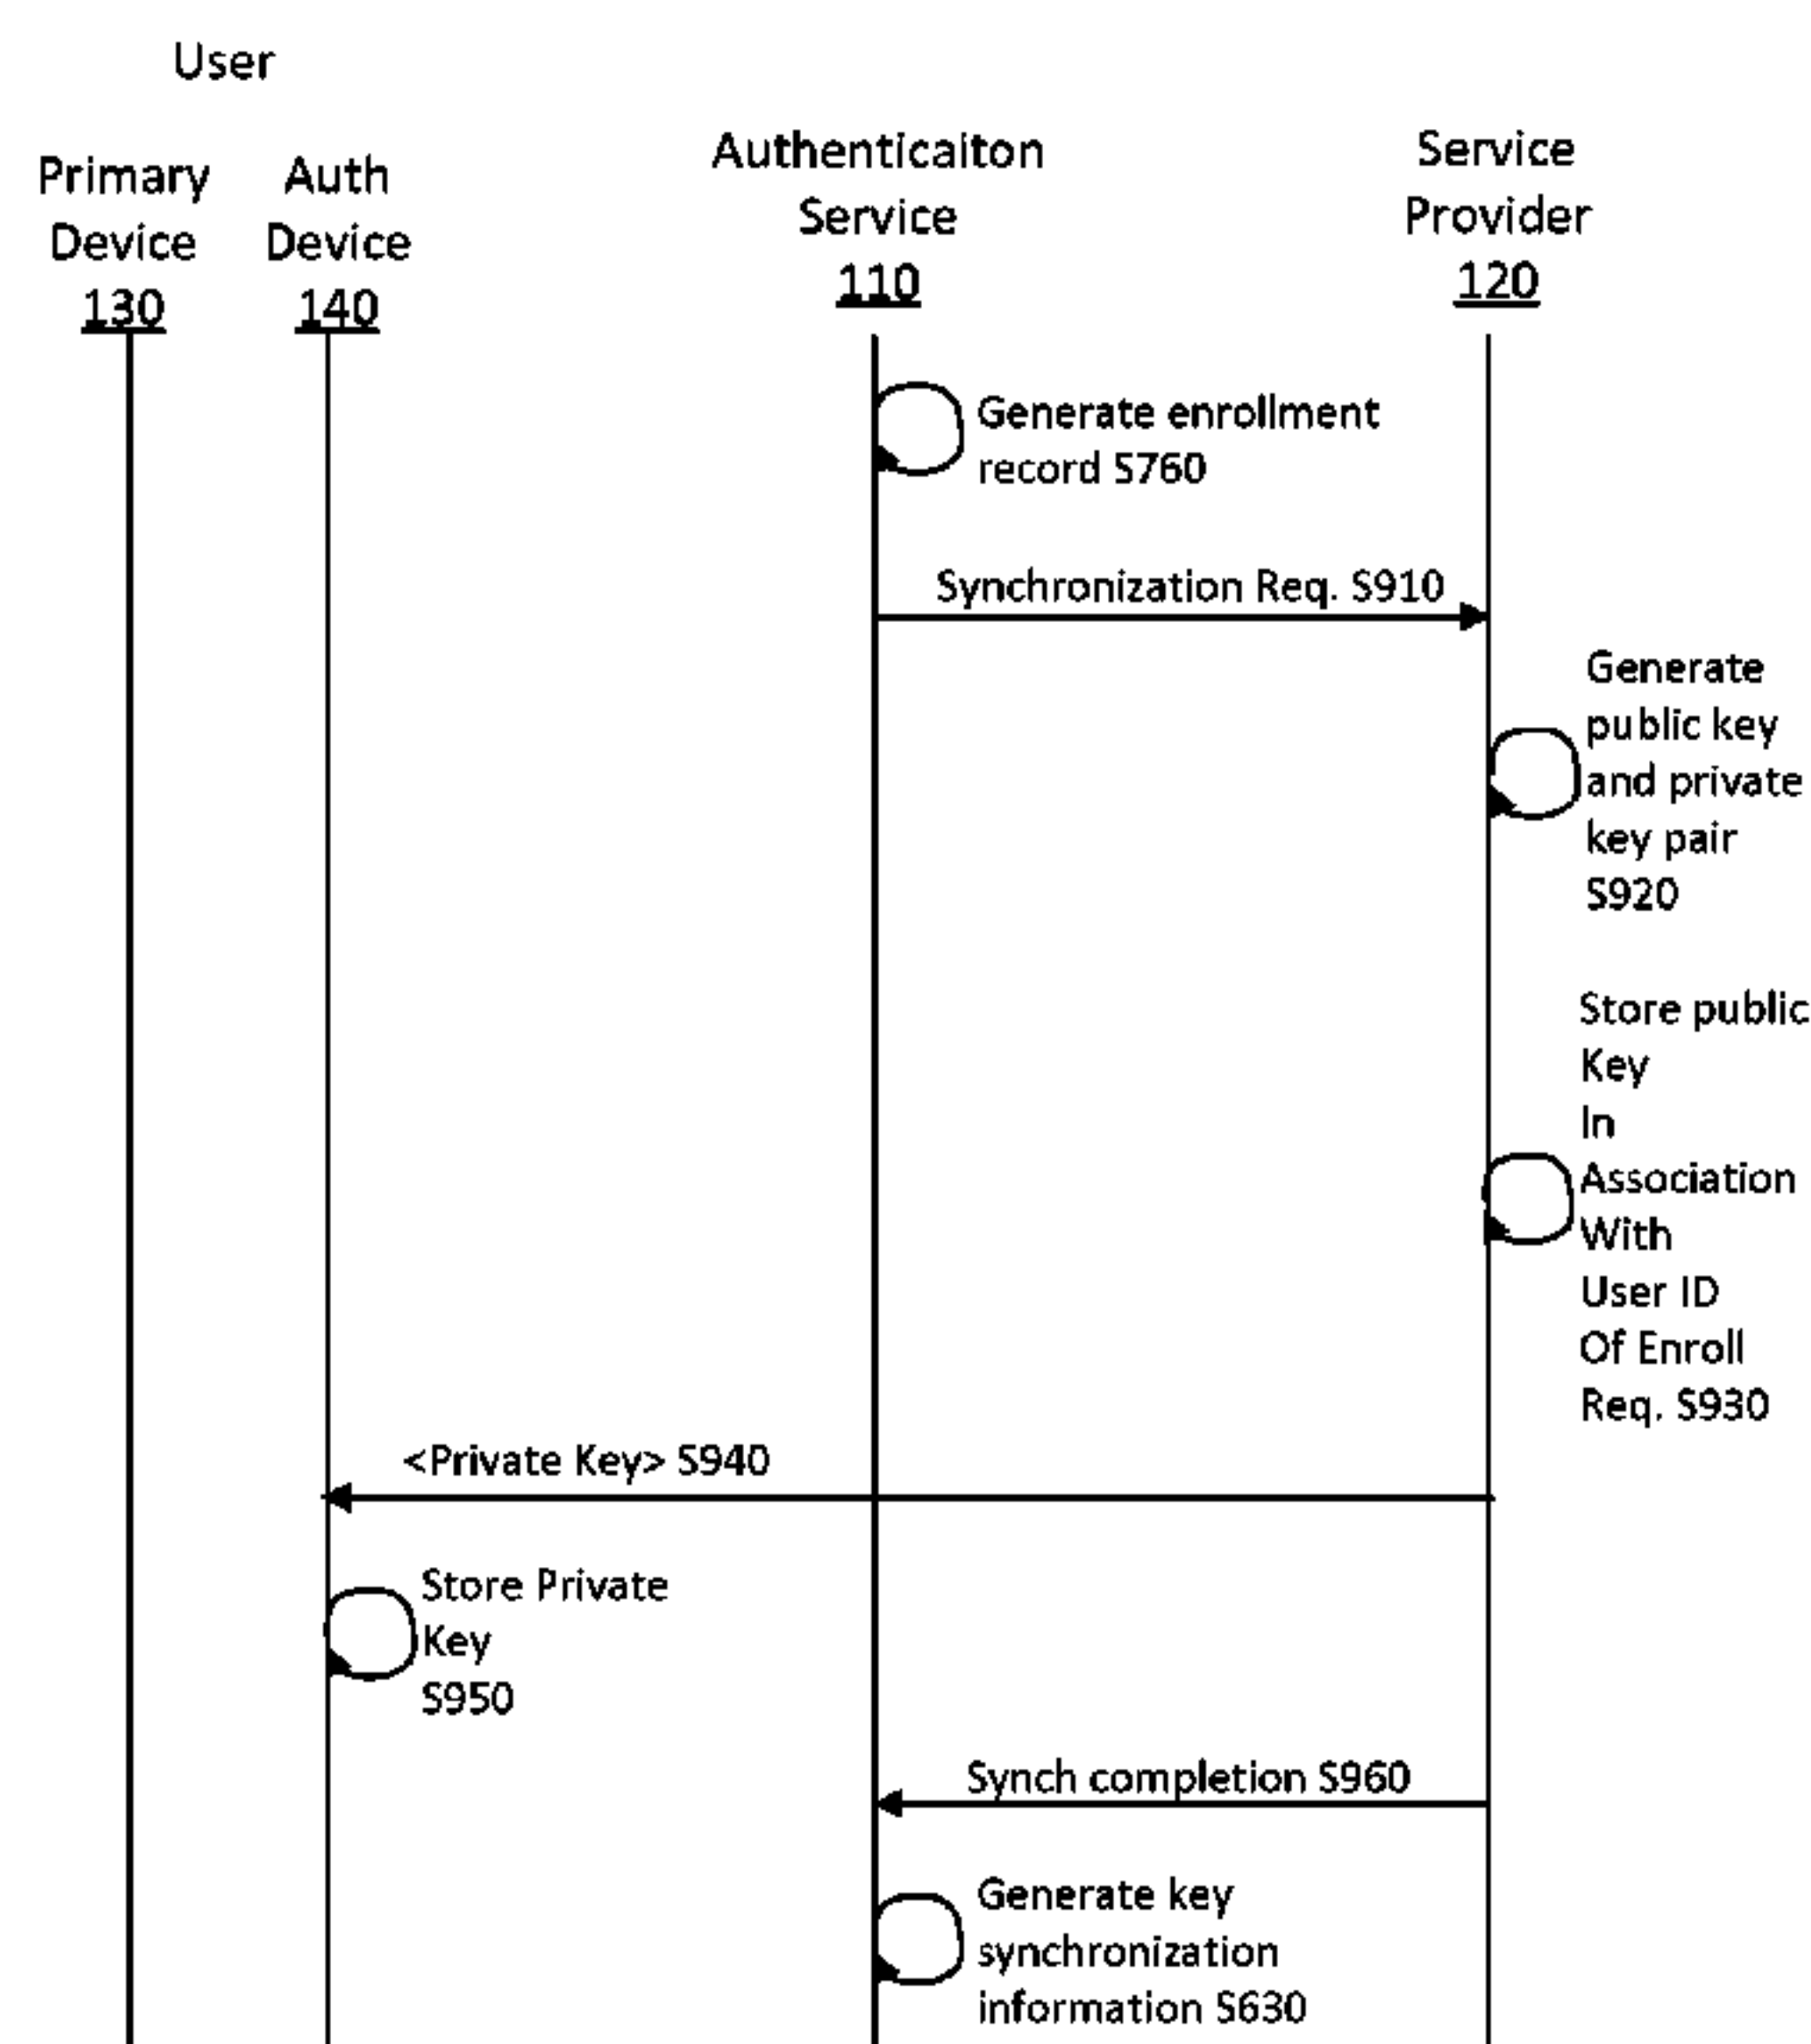 User
Primary
Device
130
Auth
Device
140
Authenticaiton
Service
110
Service
Provider
120
Generate enrollment
record S760
Synchronization Req. S910
Generate
public key
and private
key pair
S920
Store public
Key
In
Association
With
User ID
Of Enroll
Req. S930
<Private Key> S940
Store Private
Key
S950
Synch completion S960
Generate key
synchronization
information S630